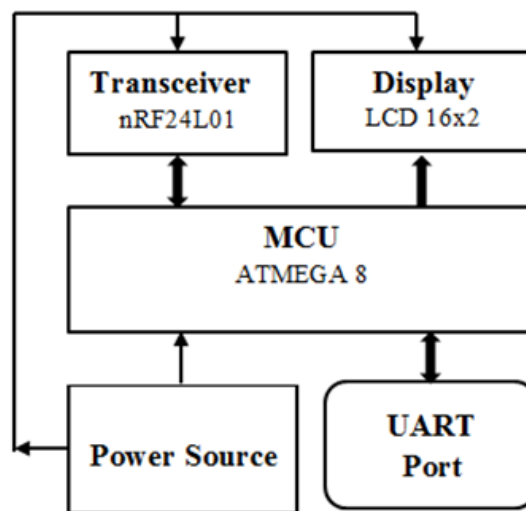 Transceiver
nRF24L01
Display
LCD 16x2
MCU
ATMEGA 8
Power Source
UART
Port